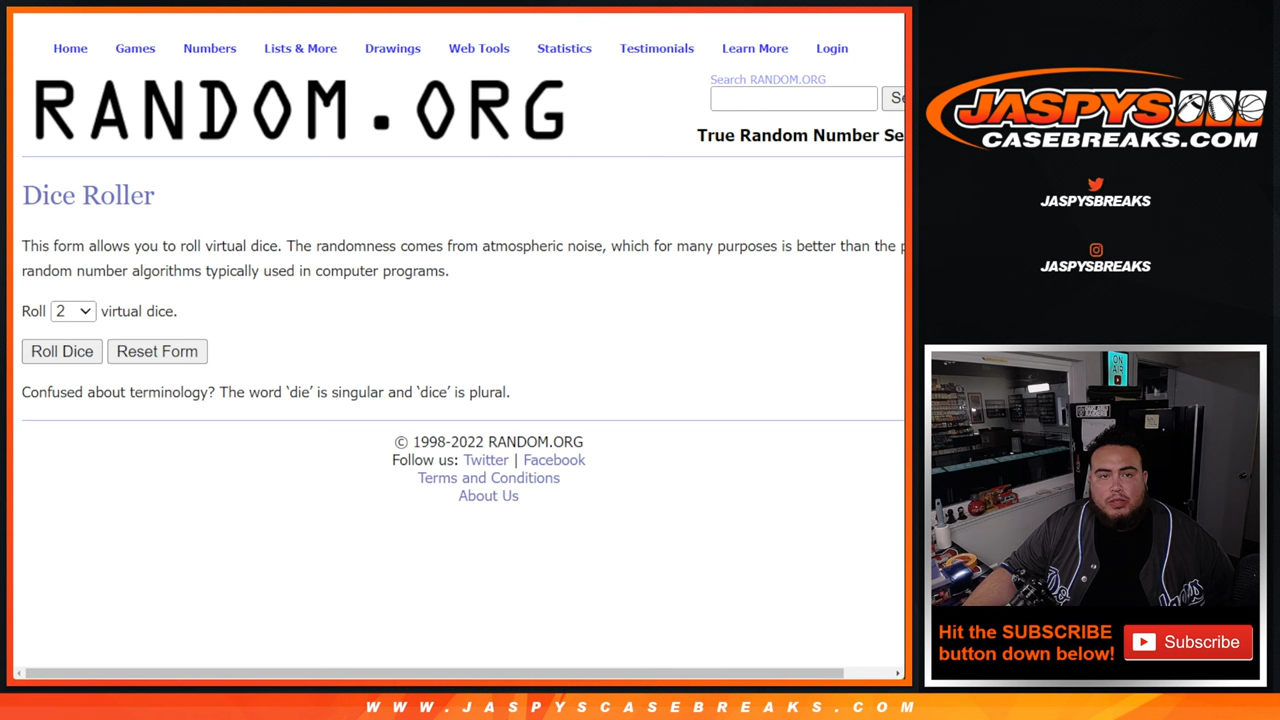 Home Games Numbers Lists & More Drawings Web Tools Statistics Testimonials Learn More Login
RANDOM.ORG
Search RANDOM.ORG
Se
True Random Number Se
Dice Roller
This form allows you to roll virtual dice. The randomness comes from atmospheric noise, which for many purposes is better than the p
random number algorithms typically used in computer programs.
Roll 2 virtual dice.
Roll Dice Reset Form
Confused about terminology? The word ‘die’ is singular and ‘dice’ is plural.
© 1998-2022 RANDOM.ORG
Follow us: Twitter | Facebook
Terms and Conditions
About Us
JASPYS
CASEBREAKS.COM
JASPYSBREAKS
JASPYSBREAKS
ON
AIR
Hit the SUBSCRIBE
button down below!
Subscribe
WWW.JASPYSCASEBREAKS.COM